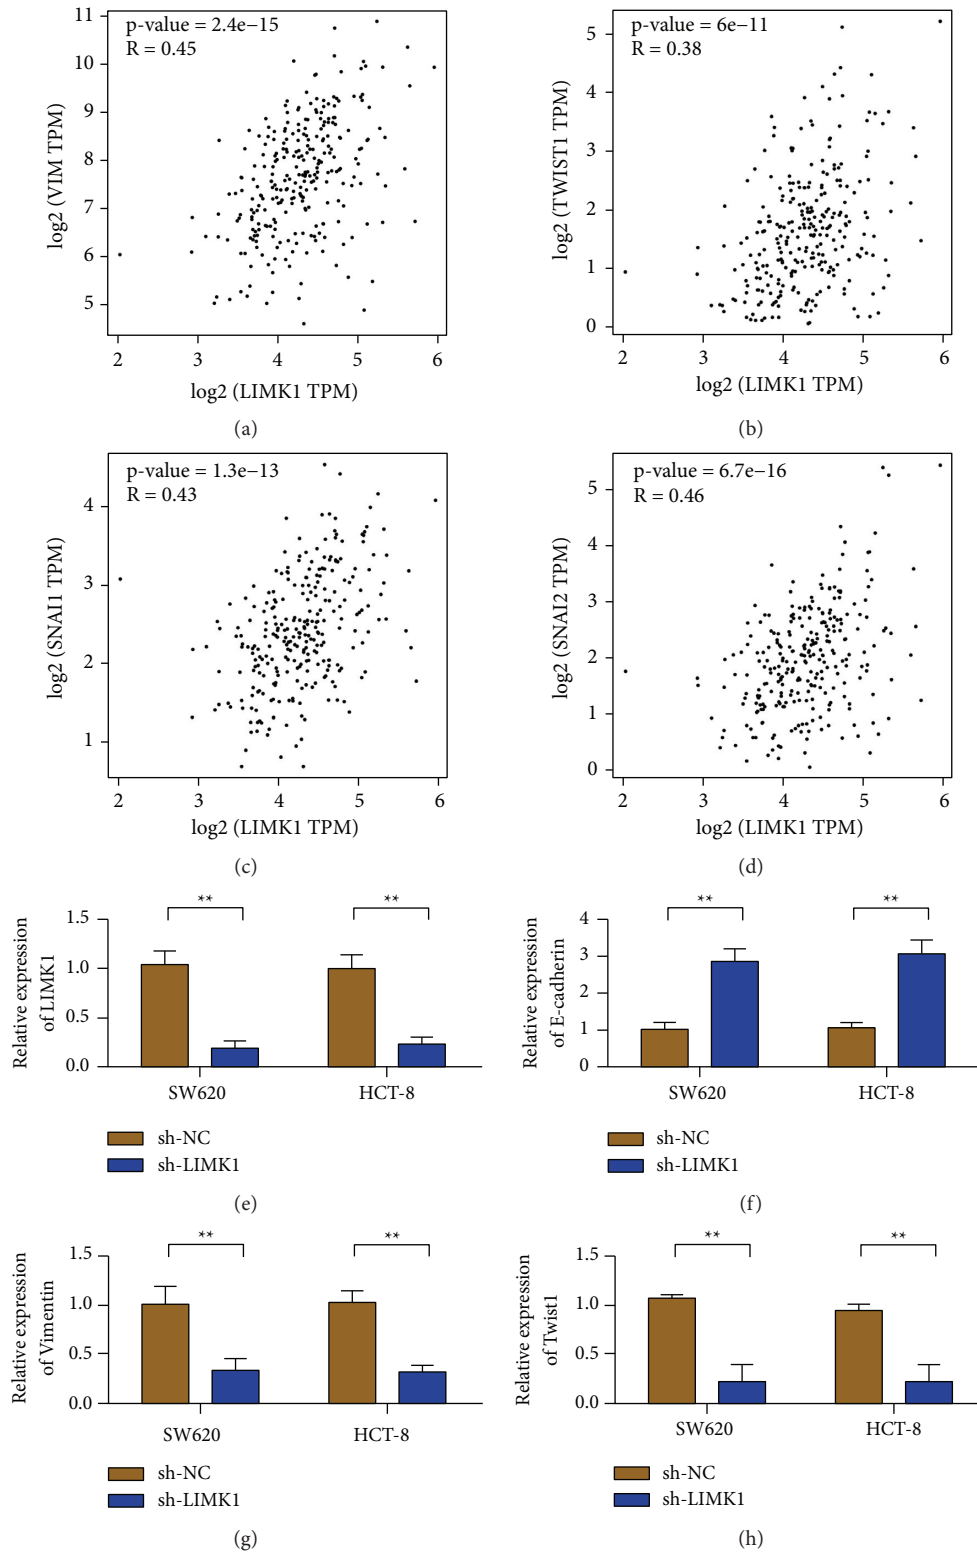 p-value = 2.4e−15
R = 0.45
log2 (VIM TPM)
11
10
9
8
7
6
5
2 3 4 5 6
log2 (LIMK1 TPM)
(a)
p-value = 6e−11
R = 0.38
log2 (TWIST1 TPM)
5
4
3
2
1
0
2 3 4 5 6
log2 (LIMK1 TPM)
(b)
p-value = 1.3e−13
R = 0.43
log2 (SNAI1 TPM)
4
3
2
1
2 3 4 5 6
log2 (LIMK1 TPM)
(c)
p-value = 6.7e−16
R = 0.46
log2 (SNAI2 TPM)
5
4
3
2
1
0
2 3 4 5 6
log2 (LIMK1 TPM)
(d)
Relative expression
of LIMK1
1.5
1.0
0.5
0.0
** **
SW620 HCT-8
sh-NC
sh-LIMK1
(e)
Relative expression
of E-cadherin
4
3
2
1
0
** **
SW620 HCT-8
sh-NC
sh-LIMK1
(f)
Relative expression
of Vimentin
1.5
1.0
0.5
0.0
** **
SW620 HCT-8
sh-NC
sh-LIMK1
(g)
Relative expression
of Twist1
1.5
1.0
0.5
0.0
** **
SW620 HCT-8
sh-NC
sh-LIMK1
(h)